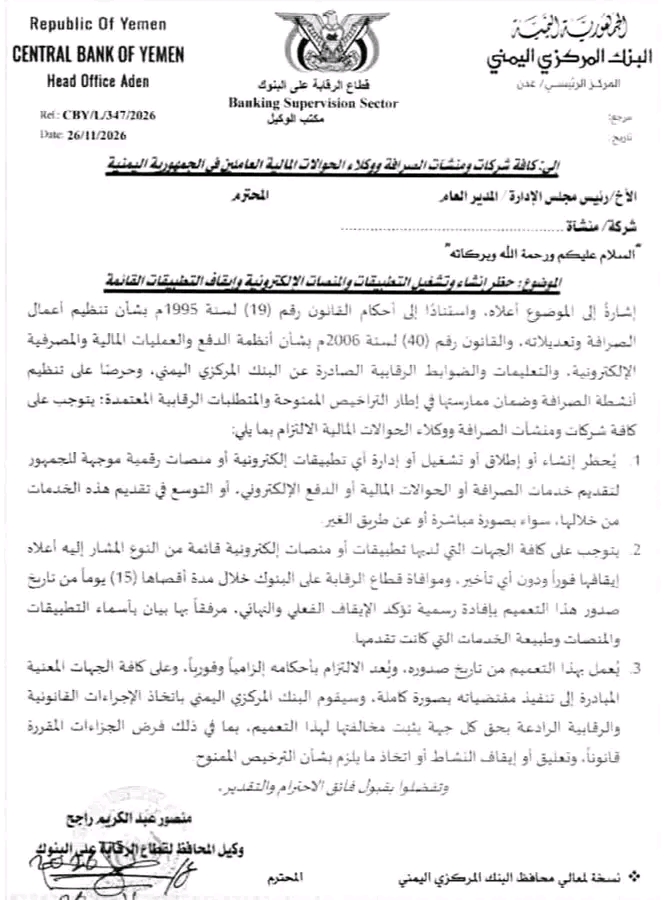 Republic Of Yemen
CENTRAL BANK OF YEMEN
Head Office Aden
Ref.: CBY/L/347/2026
Date: 26/11/2026
قطاع الرقابة على البنوك
Banking Supervision Sector
مكتب الوكيل
الجمهورية اليمنية
البنك المركزي اليمني
المركز الرئيسي/ عدن
مرجع:
تاريخ:
إلى: كافة شركات ومنشآت الصرافة ووكلاء الحوالات المالية العاملين في الجمهورية اليمنية
الأخ/رئيس مجلس الإدارة / المدير العام المحترم
شركة/ منشأة ........................................
"السلام عليكم ورحمة الله وبركاته"
الموضوع: حظر إنشاء وتشغيل التطبيقات والمنصات الإلكترونية وإيقاف التطبيقات القائمة
إشارةً إلى الموضوع أعلاه، واستنادًا إلى أحكام القانون رقم (19) لسنة 1995م بشأن تنظيم أعمال
الصرافة وتعديلاته، والقانون رقم (40) لسنة 2006م بشأن أنظمة الدفع والعمليات المالية والمصرفية
الإلكترونية، والتعليمات والضوابط الرقابية الصادرة عن البنك المركزي اليمني، وحرصًا على تنظيم
أنشطة الصرافة وضمان ممارستها في إطار التراخيص الممنوحة والمتطلبات الرقابية المعتمدة؛ يتوجب على
كافة شركات ومنشآت الصرافة ووكلاء الحوالات المالية الالتزام بما يلي:
1. يُحظر إنشاء أو إطلاق أو تشغيل أو إدارة أي تطبيقات إلكترونية أو منصات رقمية موجهة للجمهور
لتقديم خدمات الصرافة أو الحوالات المالية أو الدفع الإلكتروني، أو التوسع في تقديم هذه الخدمات
من خلالها، سواء بصورة مباشرة أو عن طريق الغير.
2. يتوجب على كافة الجهات التي لديها تطبيقات أو منصات إلكترونية قائمة من النوع المشار إليه أعلاه
إيقافها فوراً ودون أي تأخير، وموافاة قطاع الرقابة على البنوك خلال مدة أقصاها (15) يوماً من تاريخ
صدور هذا التعميم بإفادة رسمية تؤكد الإيقاف الفعلي والنهائي، مرفقاً بها بيان بأسماء التطبيقات
والمنصات وطبيعة الخدمات التي كانت تقدمها.
3. يُعمل بهذا التعميم من تاريخ صدوره، ويُعد الالتزام بأحكامه إلزامياً وفورياً، وعلى كافة الجهات المعنية
المبادرة إلى تنفيذ مقتضياته بصورة كاملة، وسيقوم البنك المركزي اليمني باتخاذ الإجراءات القانونية
والرقابية الرادعة بحق كل جهة يثبت مخالفتها لهذا التعميم، بما في ذلك فرض الجزاءات المقررة
قانوناً، وتعليق أو إيقاف النشاط أو اتخاذ ما يلزم بشأن الترخيص الممنوح.
وتفضلوا بقبول فائق الاحترام والتقدير،
منصور عبد الكريم راجح
وكيل المحافظ لقطاع الرقابة على البنوك
❖ نسخة لمعالي محافظ البنك المركزي اليمني المحترم